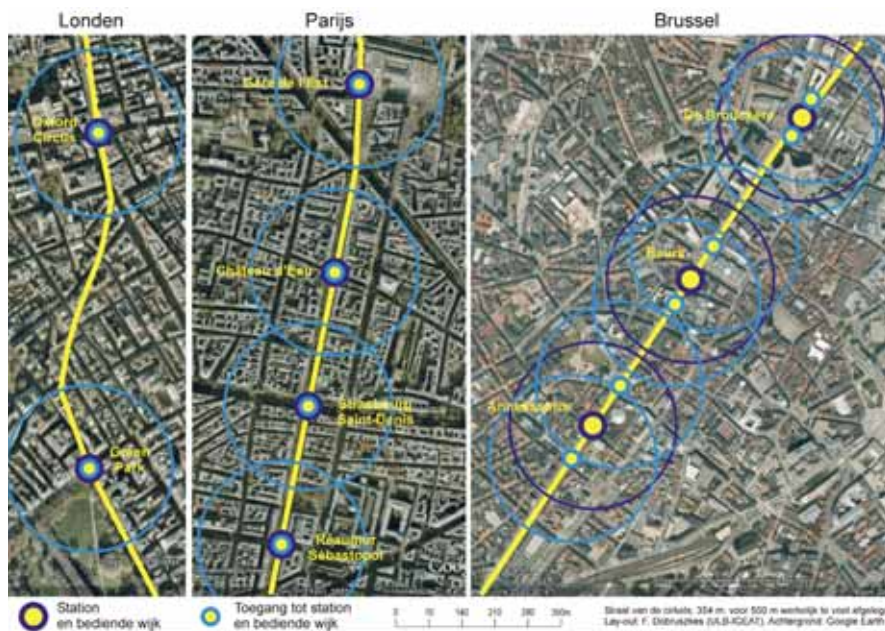 Londen
Parijs
Brussel
Oxford
Circus
Green
Park
Gare de l'Est
Château d'Eau
Strasbourg
Saint-Denis
Réaumur
Sébastopol
De Brouckère
Bourse
Anneessens
Station
en bediende wijk
Toegang tot station
en bediende wijk
0 70 140 210 280 350m
Straal van de cirkels: 354 m: voor 500 m werkelijk te voet afgelegd
Lay-out: F. Dobruszkes (ULB-IGEAT). Achtergrond: Google Earth